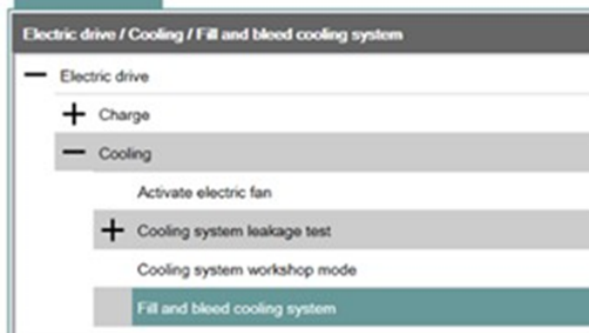 Electric drive / Cooling / Fill and bleed cooling system
Electric drive
Charge
Cooling
Activate electric fan
Cooling system leakage test
Cooling system workshop mode
Fill and bleed cooling system